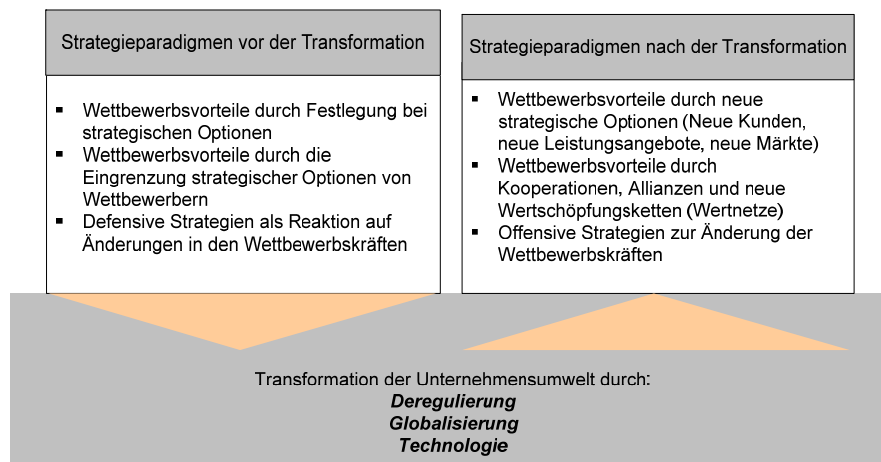 Strategieparadigmen vor der Transformation
▪ Wettbewerbsvorteile durch Festlegung bei
strategischen Optionen
▪ Wettbewerbsvorteile durch die
Eingrenzung strategischer Optionen von
Wettbewerbern
▪ Defensive Strategien als Reaktion auf
Änderungen in den Wettbewerbskräften
Strategieparadigmen nach der Transformation
▪ Wettbewerbsvorteile durch neue
strategische Optionen (Neue Kunden,
neue Leistungsangebote, neue Märkte)
▪ Wettbewerbsvorteile durch
Kooperationen, Allianzen und neue
Wertschöpfungsketten (Wertnetze)
▪ Offensive Strategien zur Änderung der
Wettbewerbskräften
Transformation der Unternehmensumwelt durch:
Deregulierung
Globalisierung
Technologie